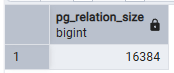 pg_relation_size
bigint
1 16384